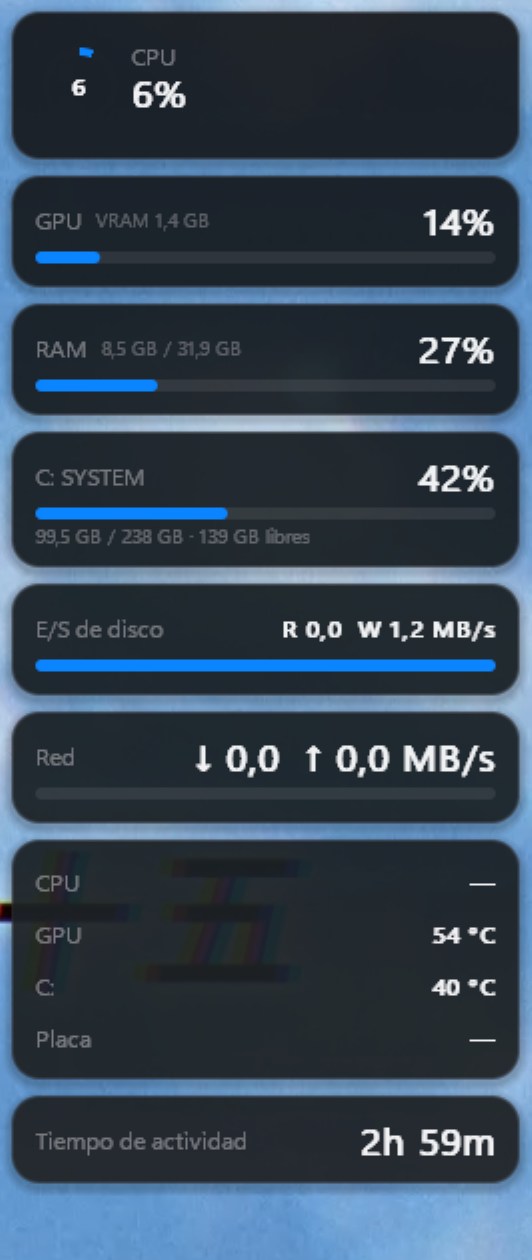 CPU
6
6%
GPU VRAM 1,4 GB 14%
RAM 8,5 GB / 31,9 GB 27%
C: SYSTEM 42%
99,5 GB / 238 GB · 139 GB libres
E/S de disco R 0,0 W 1,2 MB/s
Red ↓ 0,0 ↑ 0,0 MB/s
十五
CPU —
GPU 54 °C
C: 40 °C
Placa —
Tiempo de actividad 2h 59m